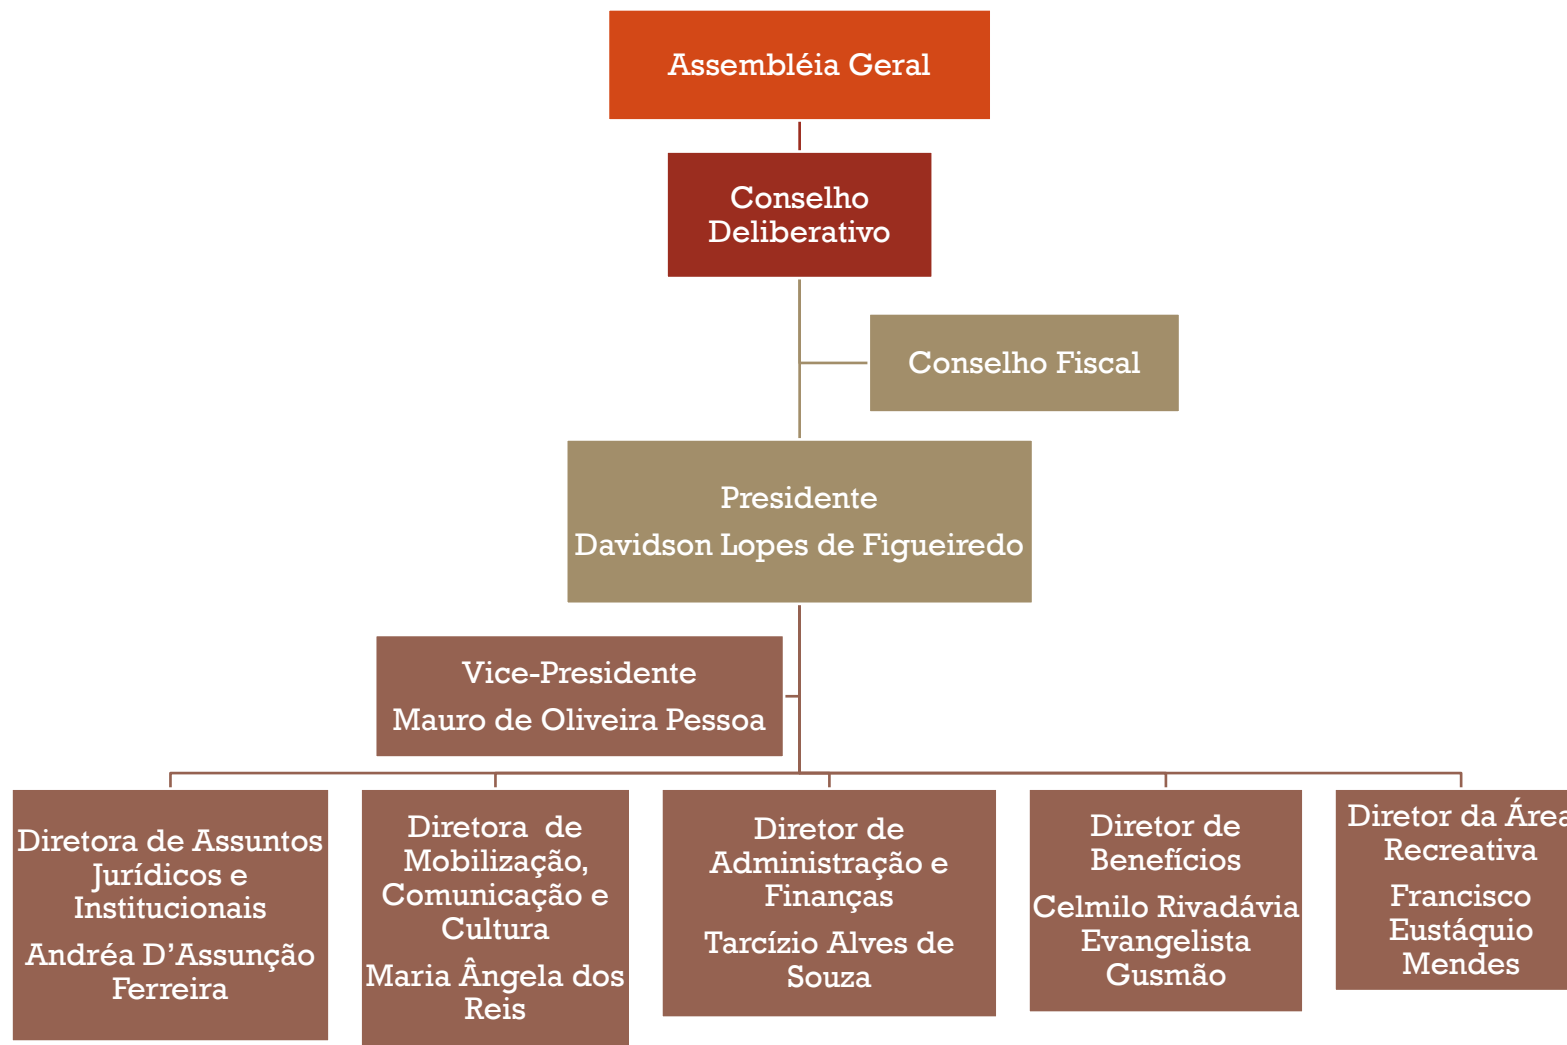 Assembléia Geral
Conselho
Deliberativo
Conselho Fiscal
Presidente
Davidson Lopes de Figueiredo
Vice-Presidente
Mauro de Oliveira Pessoa
Diretora de Assuntos
Jurídicos e
Institucionais
Andréa D’Assunção
Ferreira
Diretora  de
Mobilização,
Comunicação e
Cultura
Maria Ângela dos
Reis
Diretor de
Administração e
Finanças
Tarcízio Alves de
Souza
Diretor de
Benefícios
Celmilo Rivadávia
Evangelista
Gusmão
Diretor da Área
Recreativa
Francisco
Eustáquio
Mendes